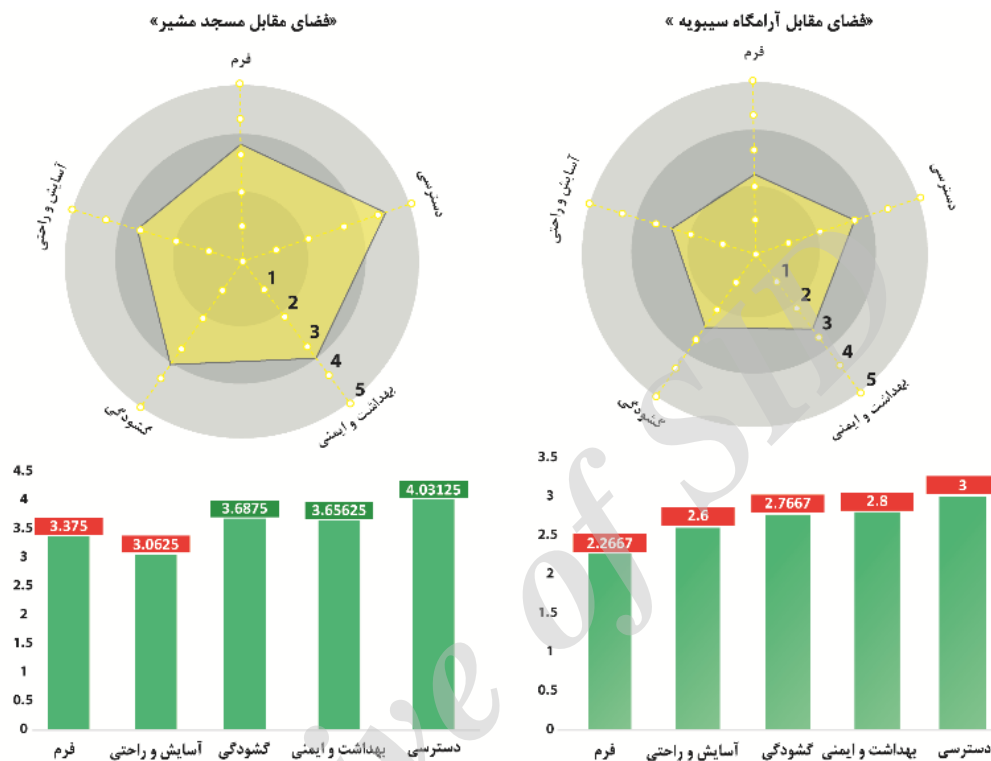 «فضای مقابل آرامگاه سیبویه »
فرم
دسترسی
بهداشت و ایمنی
گشودگی
آسایش و راحتی
1
2
3
4
5
«فضای مقابل مسجد مشیر»
فرم
دسترسی
بهداشت و ایمنی
گشودگی
آسایش و راحتی
1
2
3
4
5
3.5
3
2.5
2
1.5
1
0.5
0
2.2667
2.6
2.7667
2.8
3
فرم
آسایش و راحتی
گشودگی
بهداشت و ایمنی
دسترسی
4.5
4
3.5
3
2.5
2
1.5
1
0.5
0
3.375
3.0625
3.6875
3.65625
4.03125
فرم
آسایش و راحتی
گشودگی
بهداشت و ایمنی
دسترسی
ive of SID